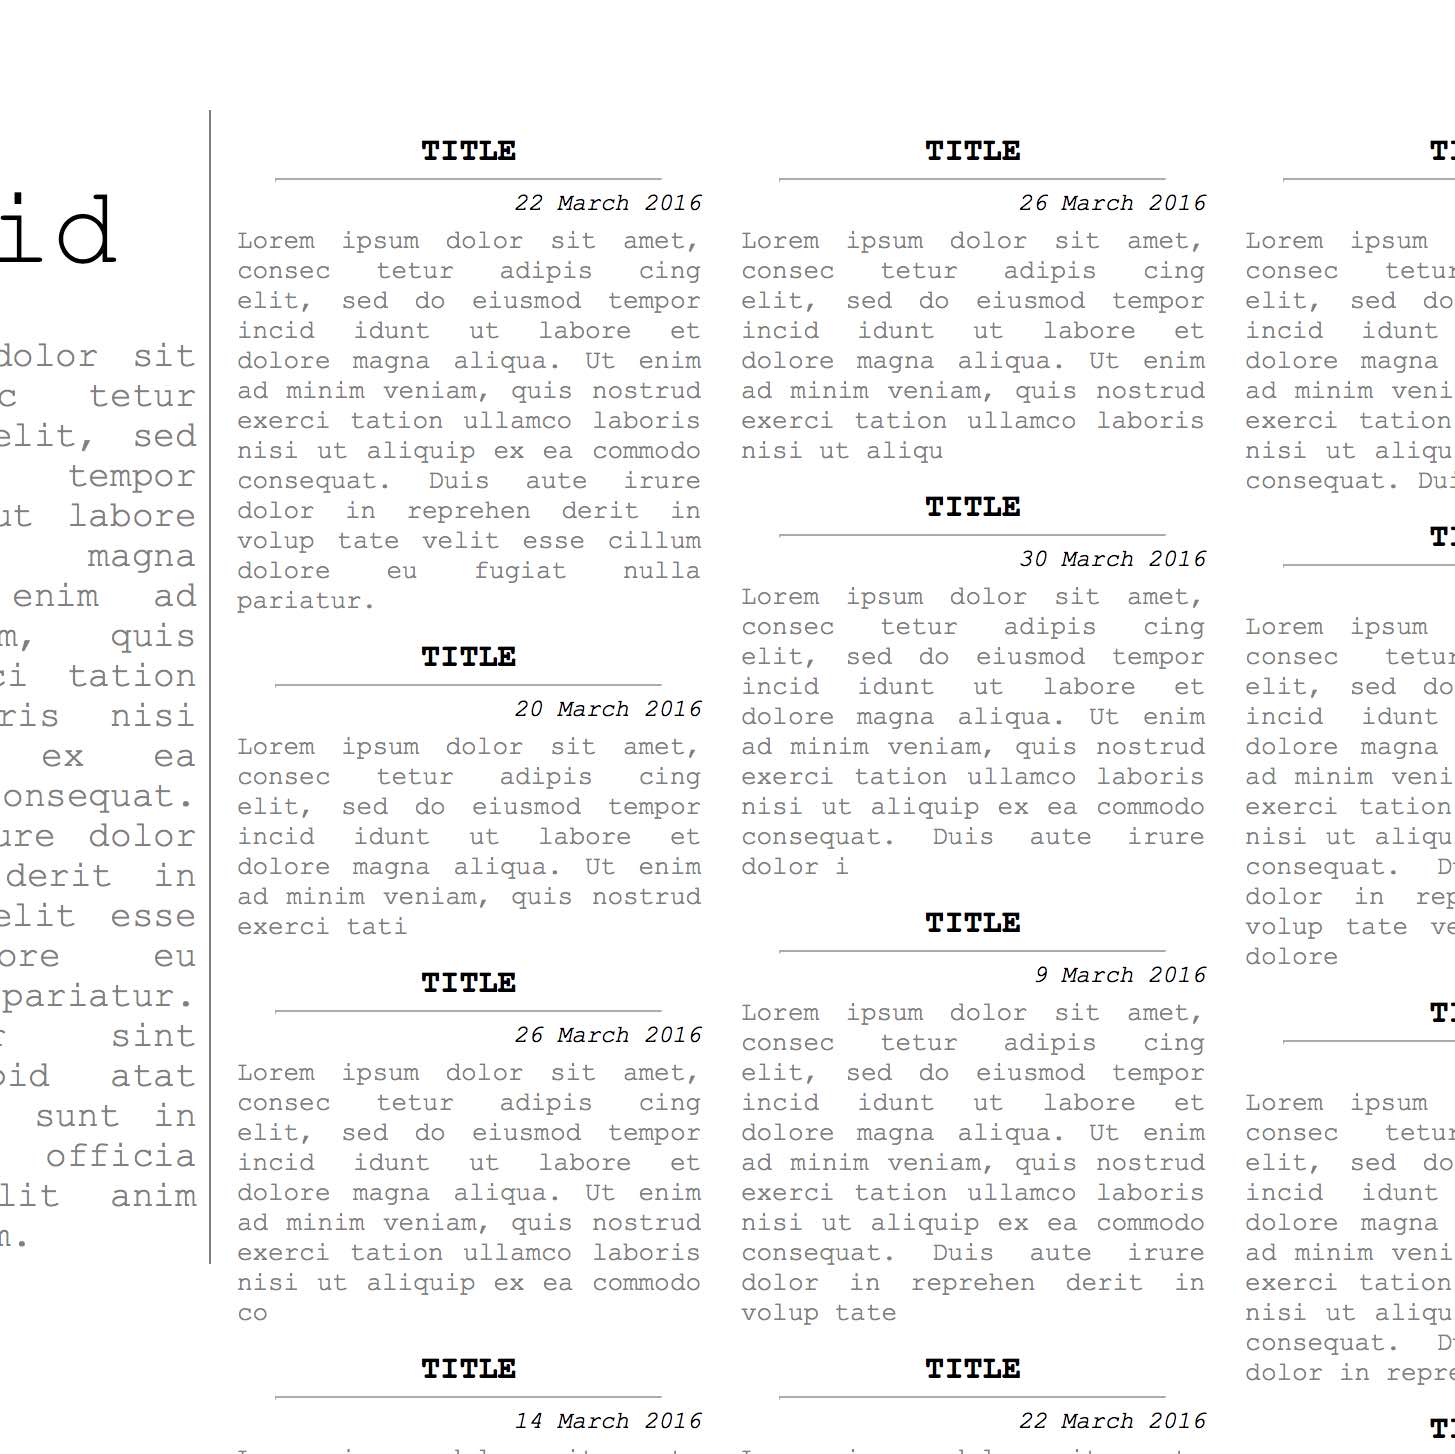 id
dolor sit
c tetur
elit, sed
tempor
ut labore
magna
enim ad
m, quis
ci tation
ris nisi
ex ea
onsequat.
ure dolor
derit in
elit esse
ore eu
pariatur.
r sint
pid atat
sunt in
officia
lit anim
m.
TITLE
22 March 2016
Lorem ipsum dolor sit amet,
consec tetur adipis cing
elit, sed do eiusmod tempor
incid idunt ut labore et
dolore magna aliqua. Ut enim
ad minim veniam, quis nostrud
exerci tation ullamco laboris
nisi ut aliquip ex ea commodo
consequat. Duis aute irure
dolor in reprehen derit in
volup tate velit esse cillum
dolore eu fugiat nulla
pariatur.
TITLE
20 March 2016
Lorem ipsum dolor sit amet,
consec tetur adipis cing
elit, sed do eiusmod tempor
incid idunt ut labore et
dolore magna aliqua. Ut enim
ad minim veniam, quis nostrud
exerci tati
TITLE
26 March 2016
Lorem ipsum dolor sit amet,
consec tetur adipis cing
elit, sed do eiusmod tempor
incid idunt ut labore et
dolore magna aliqua. Ut enim
ad minim veniam, quis nostrud
exerci tation ullamco laboris
nisi ut aliquip ex ea commodo
co
TITLE
14 March 2016
TITLE
26 March 2016
Lorem ipsum dolor sit amet,
consec tetur adipis cing
elit, sed do eiusmod tempor
incid idunt ut labore et
dolore magna aliqua. Ut enim
ad minim veniam, quis nostrud
exerci tation ullamco laboris
nisi ut aliqu
TITLE
30 March 2016
Lorem ipsum dolor sit amet,
consec tetur adipis cing
elit, sed do eiusmod tempor
incid idunt ut labore et
dolore magna aliqua. Ut enim
ad minim veniam, quis nostrud
exerci tation ullamco laboris
nisi ut aliquip ex ea commodo
consequat. Duis aute irure
dolor i
TITLE
9 March 2016
Lorem ipsum dolor sit amet,
consec tetur adipis cing
elit, sed do eiusmod tempor
incid idunt ut labore et
dolore magna aliqua. Ut enim
ad minim veniam, quis nostrud
exerci tation ullamco laboris
nisi ut aliquip ex ea commodo
consequat. Duis aute irure
dolor in reprehen derit in
volup tate
TITLE
22 March 2016
TI
Lorem ipsum
consec tetur
elit, sed do
incid idunt
dolore magna
ad minim veni
exerci tation
nisi ut aliqu
consequat. Dui
TI
Lorem ipsum
consec tetur
elit, sed do
incid idunt
dolore magna
ad minim veni
exerci tation
nisi ut aliqu
consequat. D
dolor in rep
volup tate ve
dolore
TI
Lorem ipsum
consec tetur
elit, sed do
incid idunt
dolore magna
ad minim veni
exerci tation
nisi ut aliqu
consequat. D
dolor in repre
TI